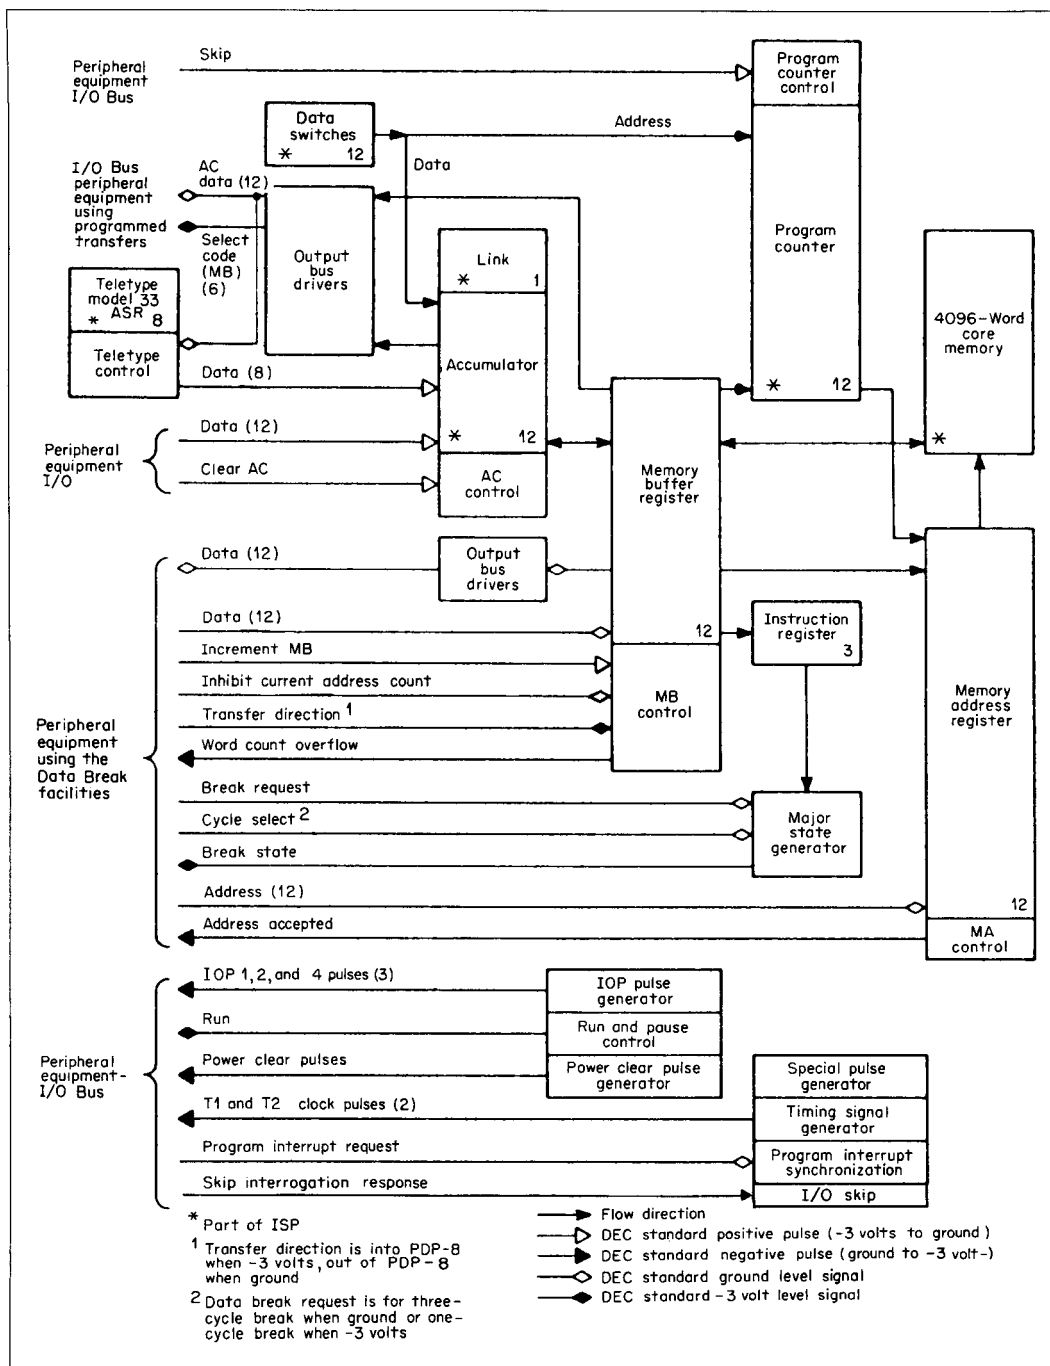 Peripheral
equipment
I/O Bus
Skip
Program
counter
control
Data
switches
* 12
Address
Data
I/O Bus
peripheral
equipment
using
programmed
transfers
AC
data (12)
Select
code
(MB)
(6)
Output
bus
drivers
Link
* 1
Program
counter
* 12
4096-Word
core
memory
*
Teletype
model 33
* ASR 8
Teletype
control
Accumulator
* 12
AC
control
Data (8)
Peripheral
equipment
I/O
Data (12)
Clear AC
Memory
buffer
register
12
MB
control
Data (12)
Output
bus
drivers
Data (12)
Increment MB
Inhibit current address count
Transfer direction 1
Word count overflow
Instruction
register
3
Memory
address
register
12
MA
control
Peripheral
equipment
using the
Data Break
facilities
Break request
Cycle select 2
Break state
Major
state
generator
Address (12)
Address accepted
Peripheral
equipment-
I/O Bus
IOP 1, 2, and 4 pulses (3)
Run
Power clear pulses
T1 and T2 clock pulses (2)
Program interrupt request
Skip interrogation response
IOP pulse
generator
Run and pause
control
Power clear pulse
generator
Special pulse
generator
Timing signal
generator
Program interrupt
synchronization
I/O skip
* Part of ISP
1 Transfer direction is into PDP-8
when -3 volts, out of PDP-8
when ground
2 Data break request is for three-
cycle break when ground or one-
cycle break when -3 volts
Flow direction
DEC standard positive pulse (-3 volts to ground)
DEC standard negative pulse (ground to -3 volt-)
DEC standard ground level signal
DEC standard -3 volt level signal